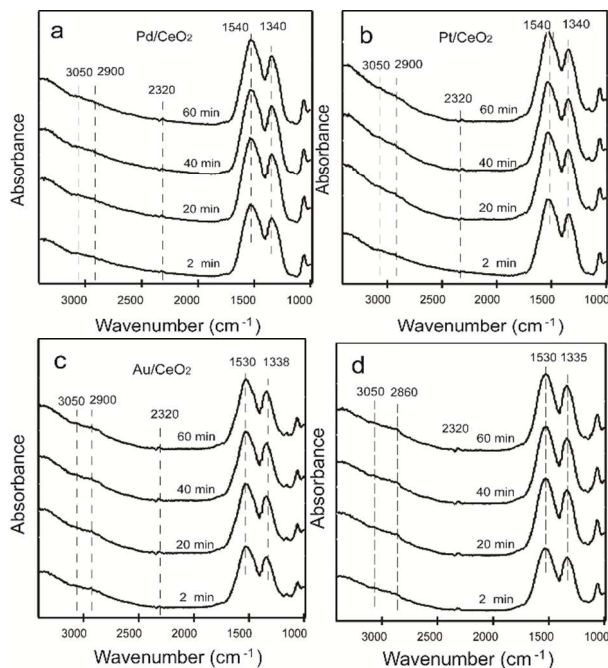 a
Pd/CeO2
1540 1340
3050 2900
2320
60 min
40 min
20 min
2 min
Absorbance
3000 2500 2000 1500 1000
Wavenumber (cm-1)
b
Pt/CeO2
1540 1340
3050 2900
2320
60 min
40 min
20 min
2 min
Absorbance
3000 2500 2000 1500 1000
Wavenumber (cm-1)
c
Au/CeO2
1530 1338
3050 2900
2320
60 min
40 min
20 min
2 min
Absorbance
3000 2500 2000 1500 1000
Wavenumber (cm-1)
d
1530 1335
3050 2860
2320
60 min
40 min
20 min
2 min
Absorbance
3000 2500 2000 1500 1000
Wavenumber (cm-1)